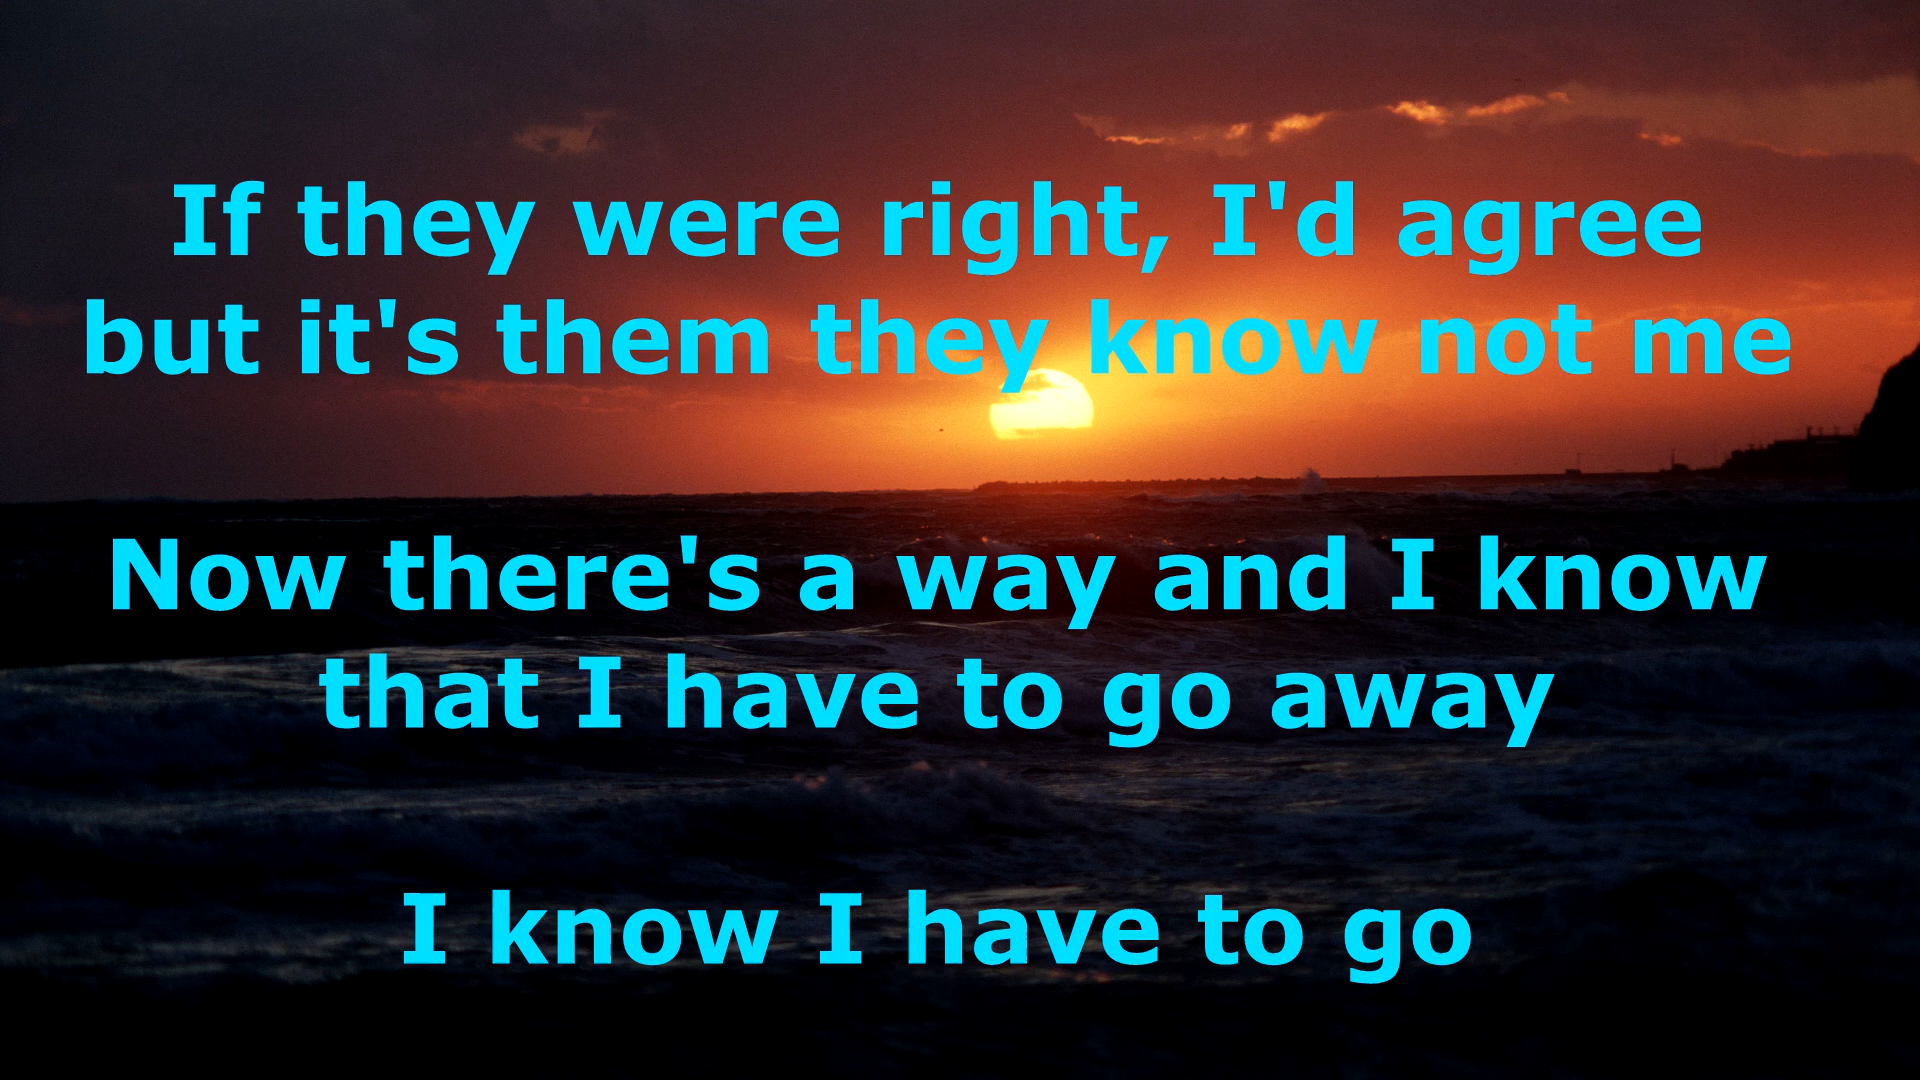 If they were right, I'd agree
but it's them they know not me
Now there's a way and I know
that I have to go away
I know I have to go